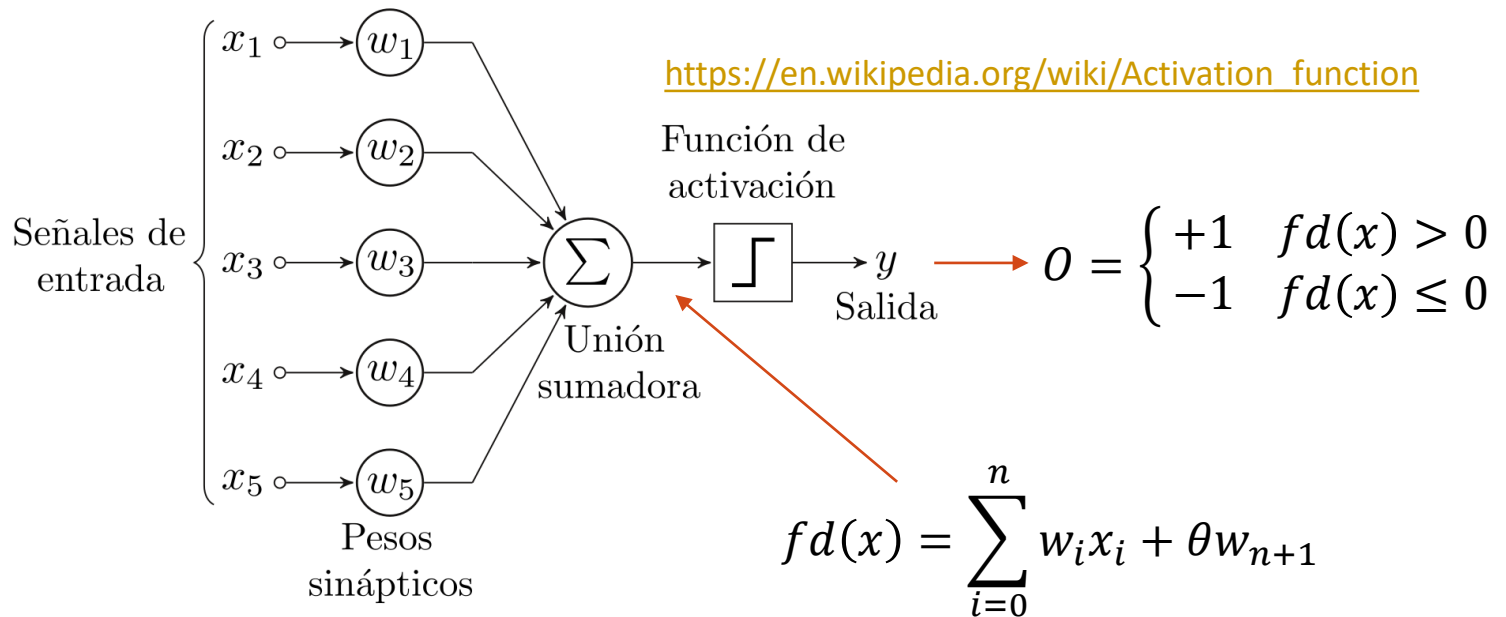 https://en.wikipedia.org/wiki/Activation_function
Señales de
entrada
x₁
w₁
x₂
w₂
x₃
w₃
x₄
w₄
x₅
w₅
Pesos
sinápticos
Σ
Unión
sumadora
Función de
activación
y
Salida
O = { +1 fd(x) > 0
−1 fd(x) ≤ 0
fd(x) = ∑_{i=0}^{n} w_i x_i + θw_{n+1}